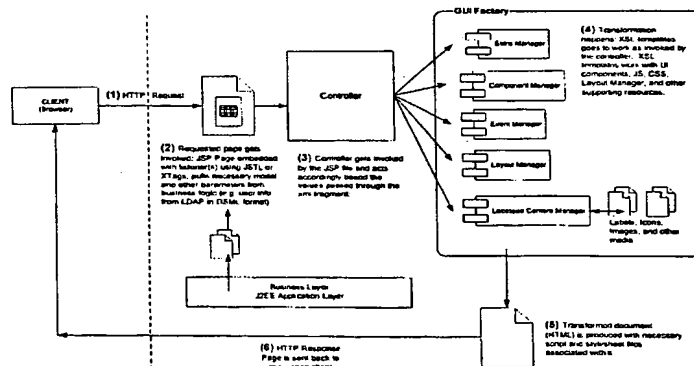 GUI Factory
(1) HTTP Request
CLIENT
(Browser)
Controller
(2) Requested page gets
invoked: JSP Page embedded
with JSTL or
XTags, pulls necessary model
and other parameters from
business logic (e.g. user info
from LDAP in DSML format)
(3) Controller gets invoked
by the JSP file and acts
accordingly based the
values passed through the
xml fragment.
Manager
Component Manager
Event Manager
Layout Manager
Content Manager
(4) Transformation
happens: XSL templates
goes to work as invoked by
the controller. XSL
templates work with UI
components, JS, CSS,
Layout Manager, and other
supporting resources.
Labels, Icons,
Images, and other
media
Business Layer
J2EE Application Layer
(5) Transformed document
(HTML) is produced with necessary
script and stylesheet files
associated with it
(6) HTTP Response
Page is sent back to